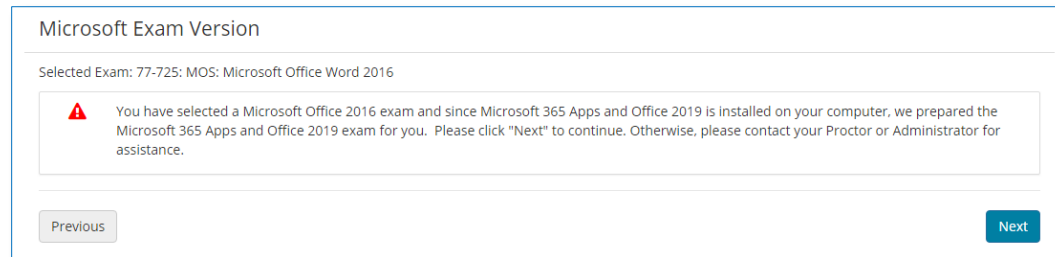 Microsoft Exam Version
Selected Exam: 77-725: MOS: Microsoft Office Word 2016
You have selected a Microsoft Office 2016 exam and since Microsoft 365 Apps and Office 2019 is installed on your computer, we prepared the
Microsoft 365 Apps and Office 2019 exam for you.  Please click "Next" to continue. Otherwise, please contact your Proctor or Administrator for
assistance.
Previous
Next